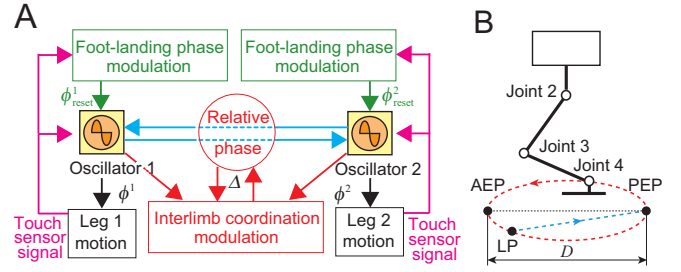 A
Foot-landing phase
modulation
Foot-landing phase
modulation
ϕ¹reset
ϕ²reset
Relative
phase
Oscillator 1
Oscillator 2
ϕ¹
Δ
ϕ²
Touch
sensor
signal
Leg 1
motion
Interlimb coordination
modulation
Leg 2
motion
Touch
sensor
signal
B
Joint 2
Joint 3
Joint 4
AEP
PEP
LP
D